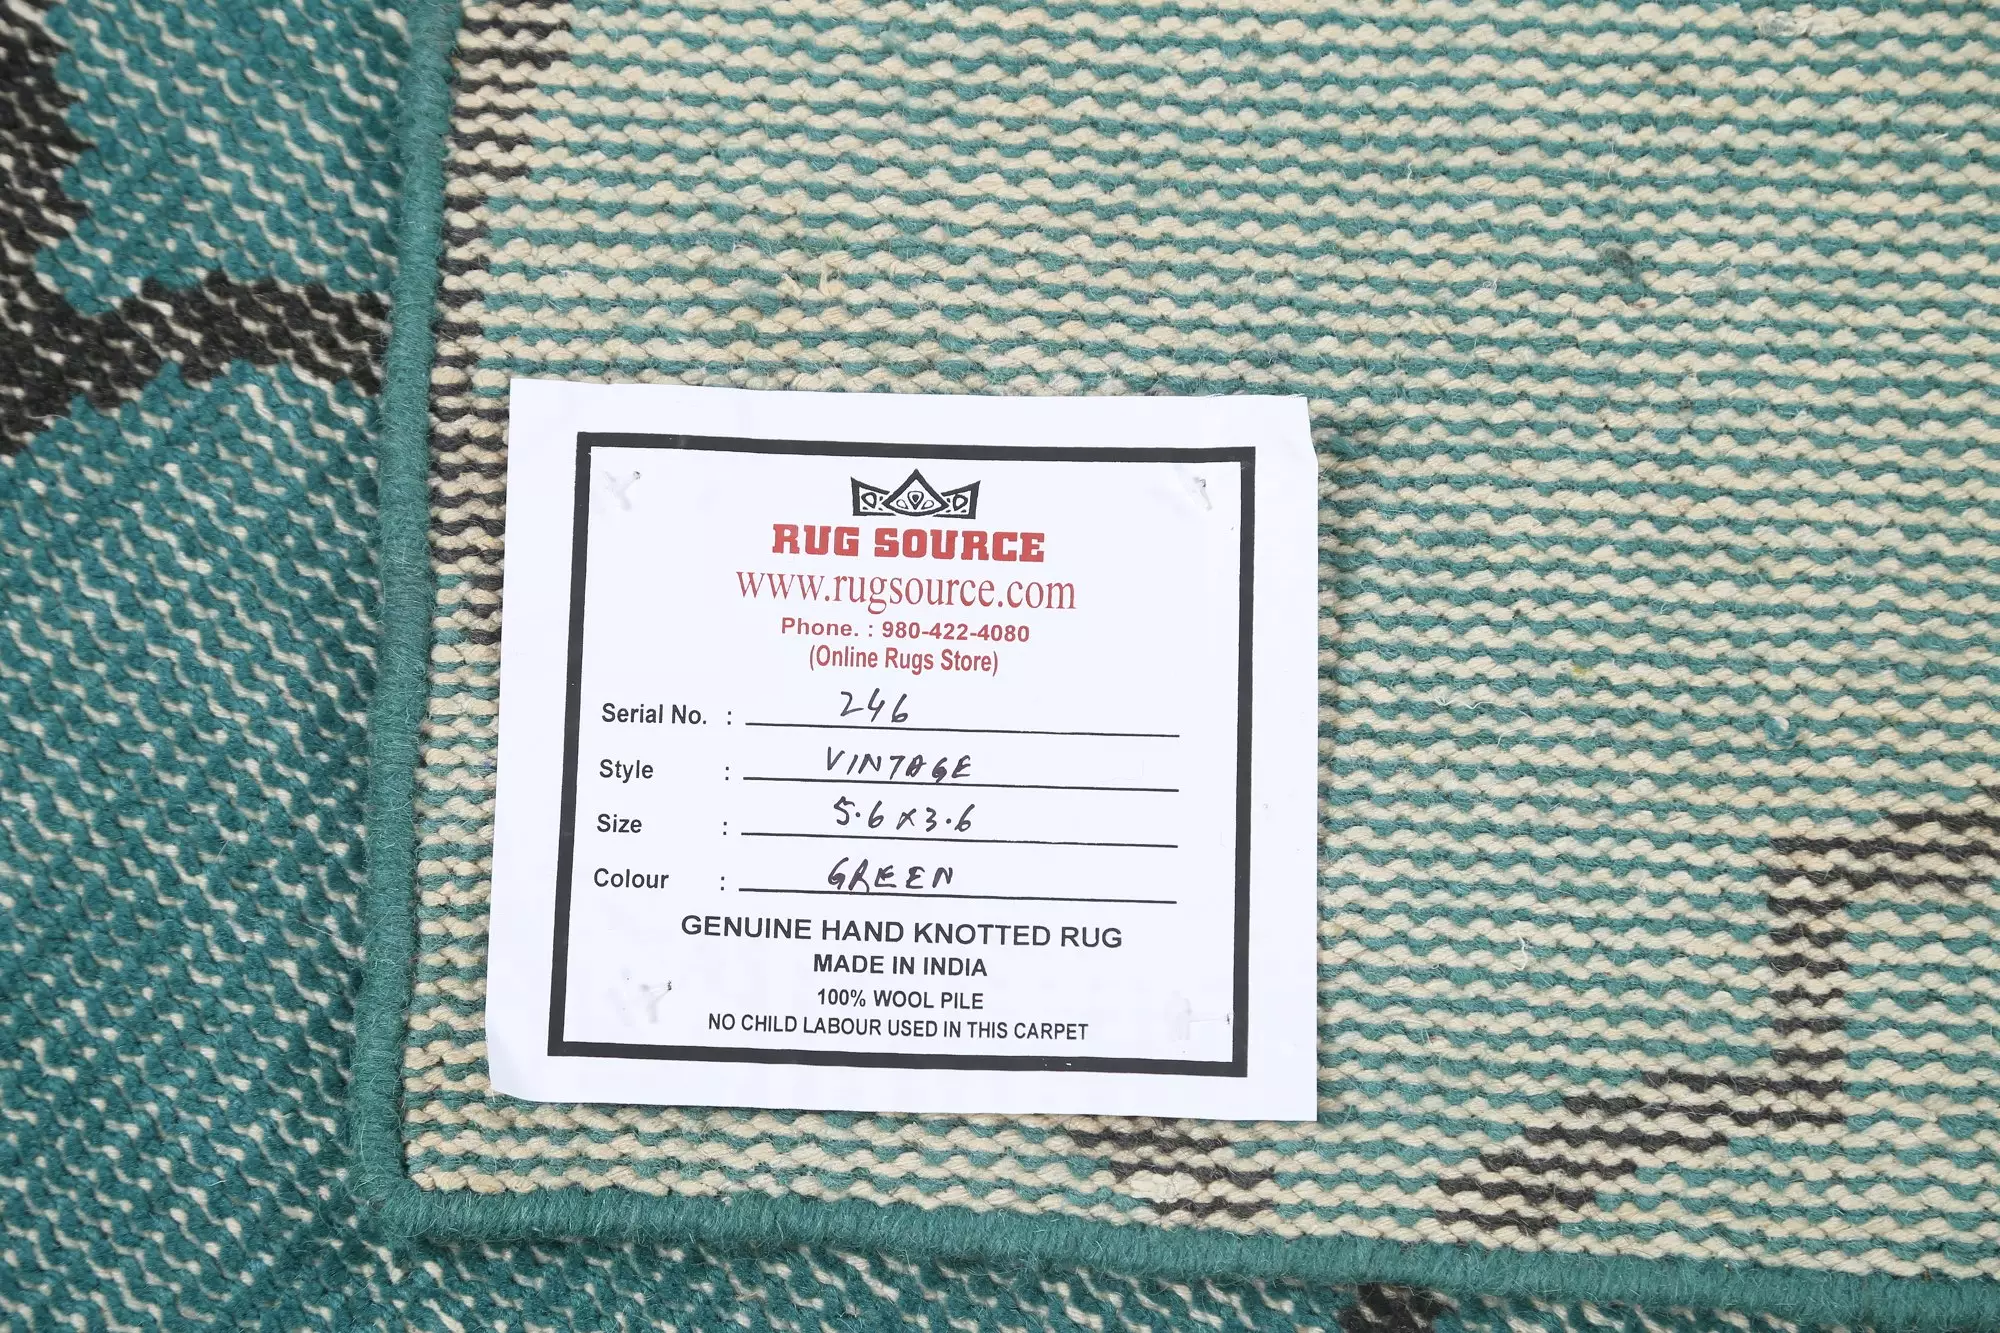 RUG SOURCE
www.rugsource.com
Phone. : 980-422-4080
(Online Rugs Store)
Serial No. : 246
Style : VINTAGE
Size : 5.6 x 3.6
Colour : GREEN
GENUINE HAND KNOTTED RUG
MADE IN INDIA
100% WOOL PILE
NO CHILD LABOUR USED IN THIS CARPET